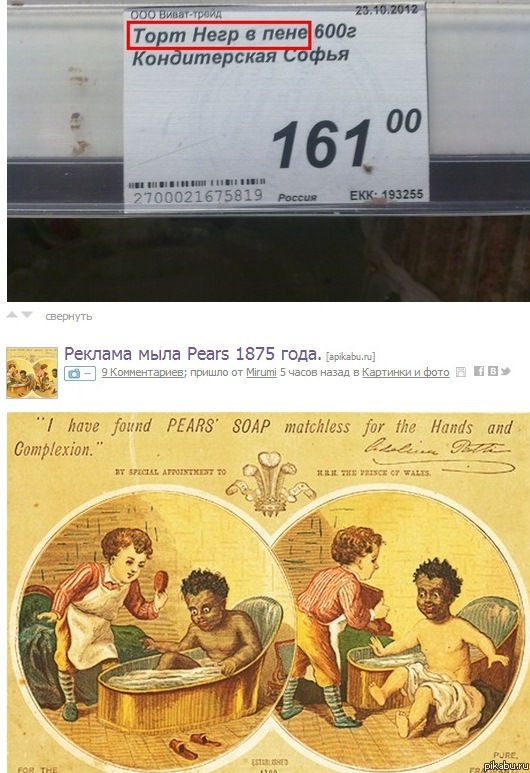 ООО Виват-трейд
23.10.2012
Торт Негр в пене 600г
Кондитерская Софья
161 00
2700021675819
Россия
ЕКК: 193255
свернуть
Реклама мыла Pears 1875 года. [apikabu.ru]
9 Комментариев; пришло от Mirumi 5 часов назад в Картинки и фото
"I have found PEARS' SOAP matchless for the Hands and
Complexion."
Adelina Patti
BY SPECIAL APPOINTMENT TO
H.R.H. THE PRINCE OF WALES.
ESTABLISHED
FOR THE
PURE,
pikabu.ru